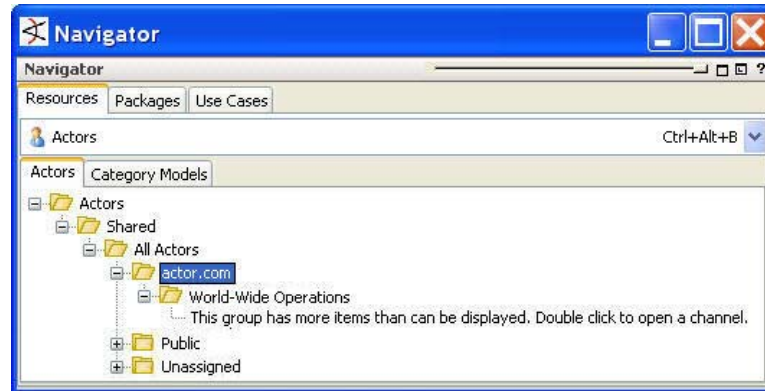 Navigator
Navigator
?
Resources Packages Use Cases
Actors Ctrl+Alt+B
Actors Category Models
Actors
Shared
All Actors
actor.com
World-Wide Operations
This group has more items than can be displayed. Double click to open a channel.
Public
Unassigned